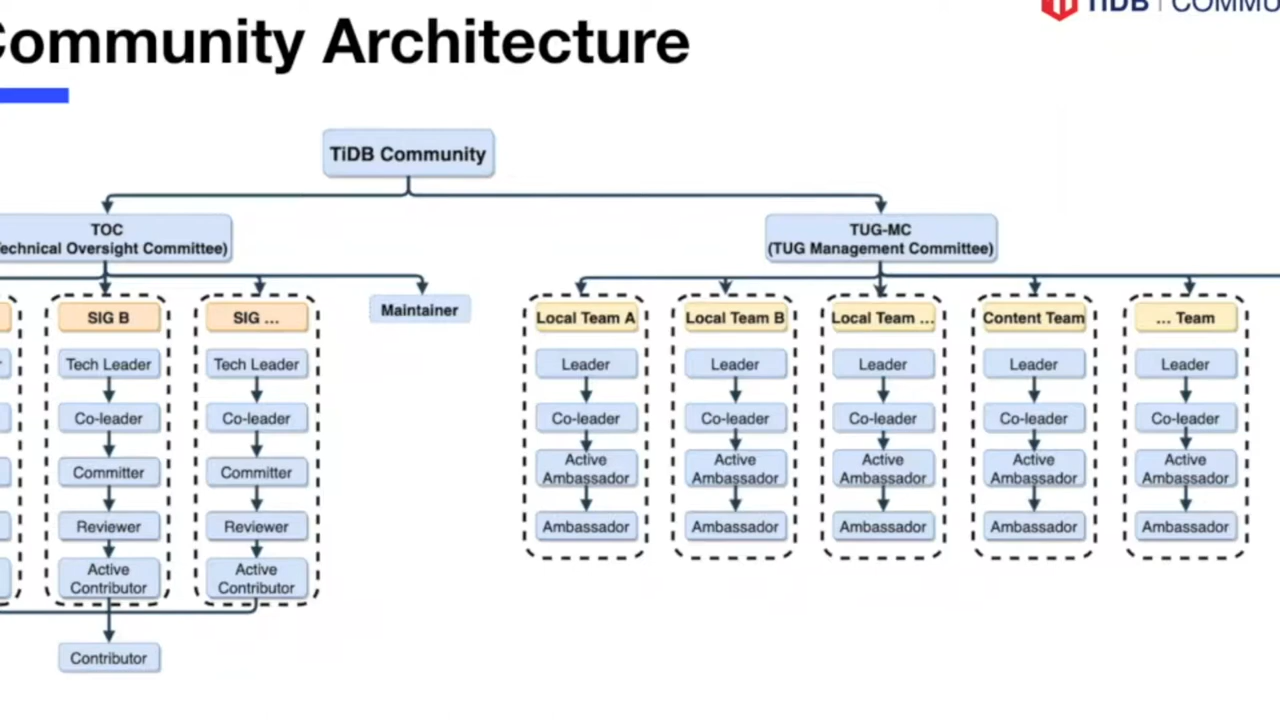 TiDB | COMMU
Community Architecture
TiDB Community
TOC
Technical Oversight Committee)
TUG-MC
(TUG Management Committee)
Maintainer
SIG B
Tech Leader
Co-leader
Committer
Reviewer
Active
Contributor
SIG ...
Tech Leader
Co-leader
Committer
Reviewer
Active
Contributor
Contributor
Local Team A
Leader
Co-leader
Active
Ambassador
Ambassador
Local Team B
Leader
Co-leader
Active
Ambassador
Ambassador
Local Team ...
Leader
Co-leader
Active
Ambassador
Ambassador
Content Team
Leader
Co-leader
Active
Ambassador
Ambassador
... Team
Leader
Co-leader
Active
Ambassador
Ambassador